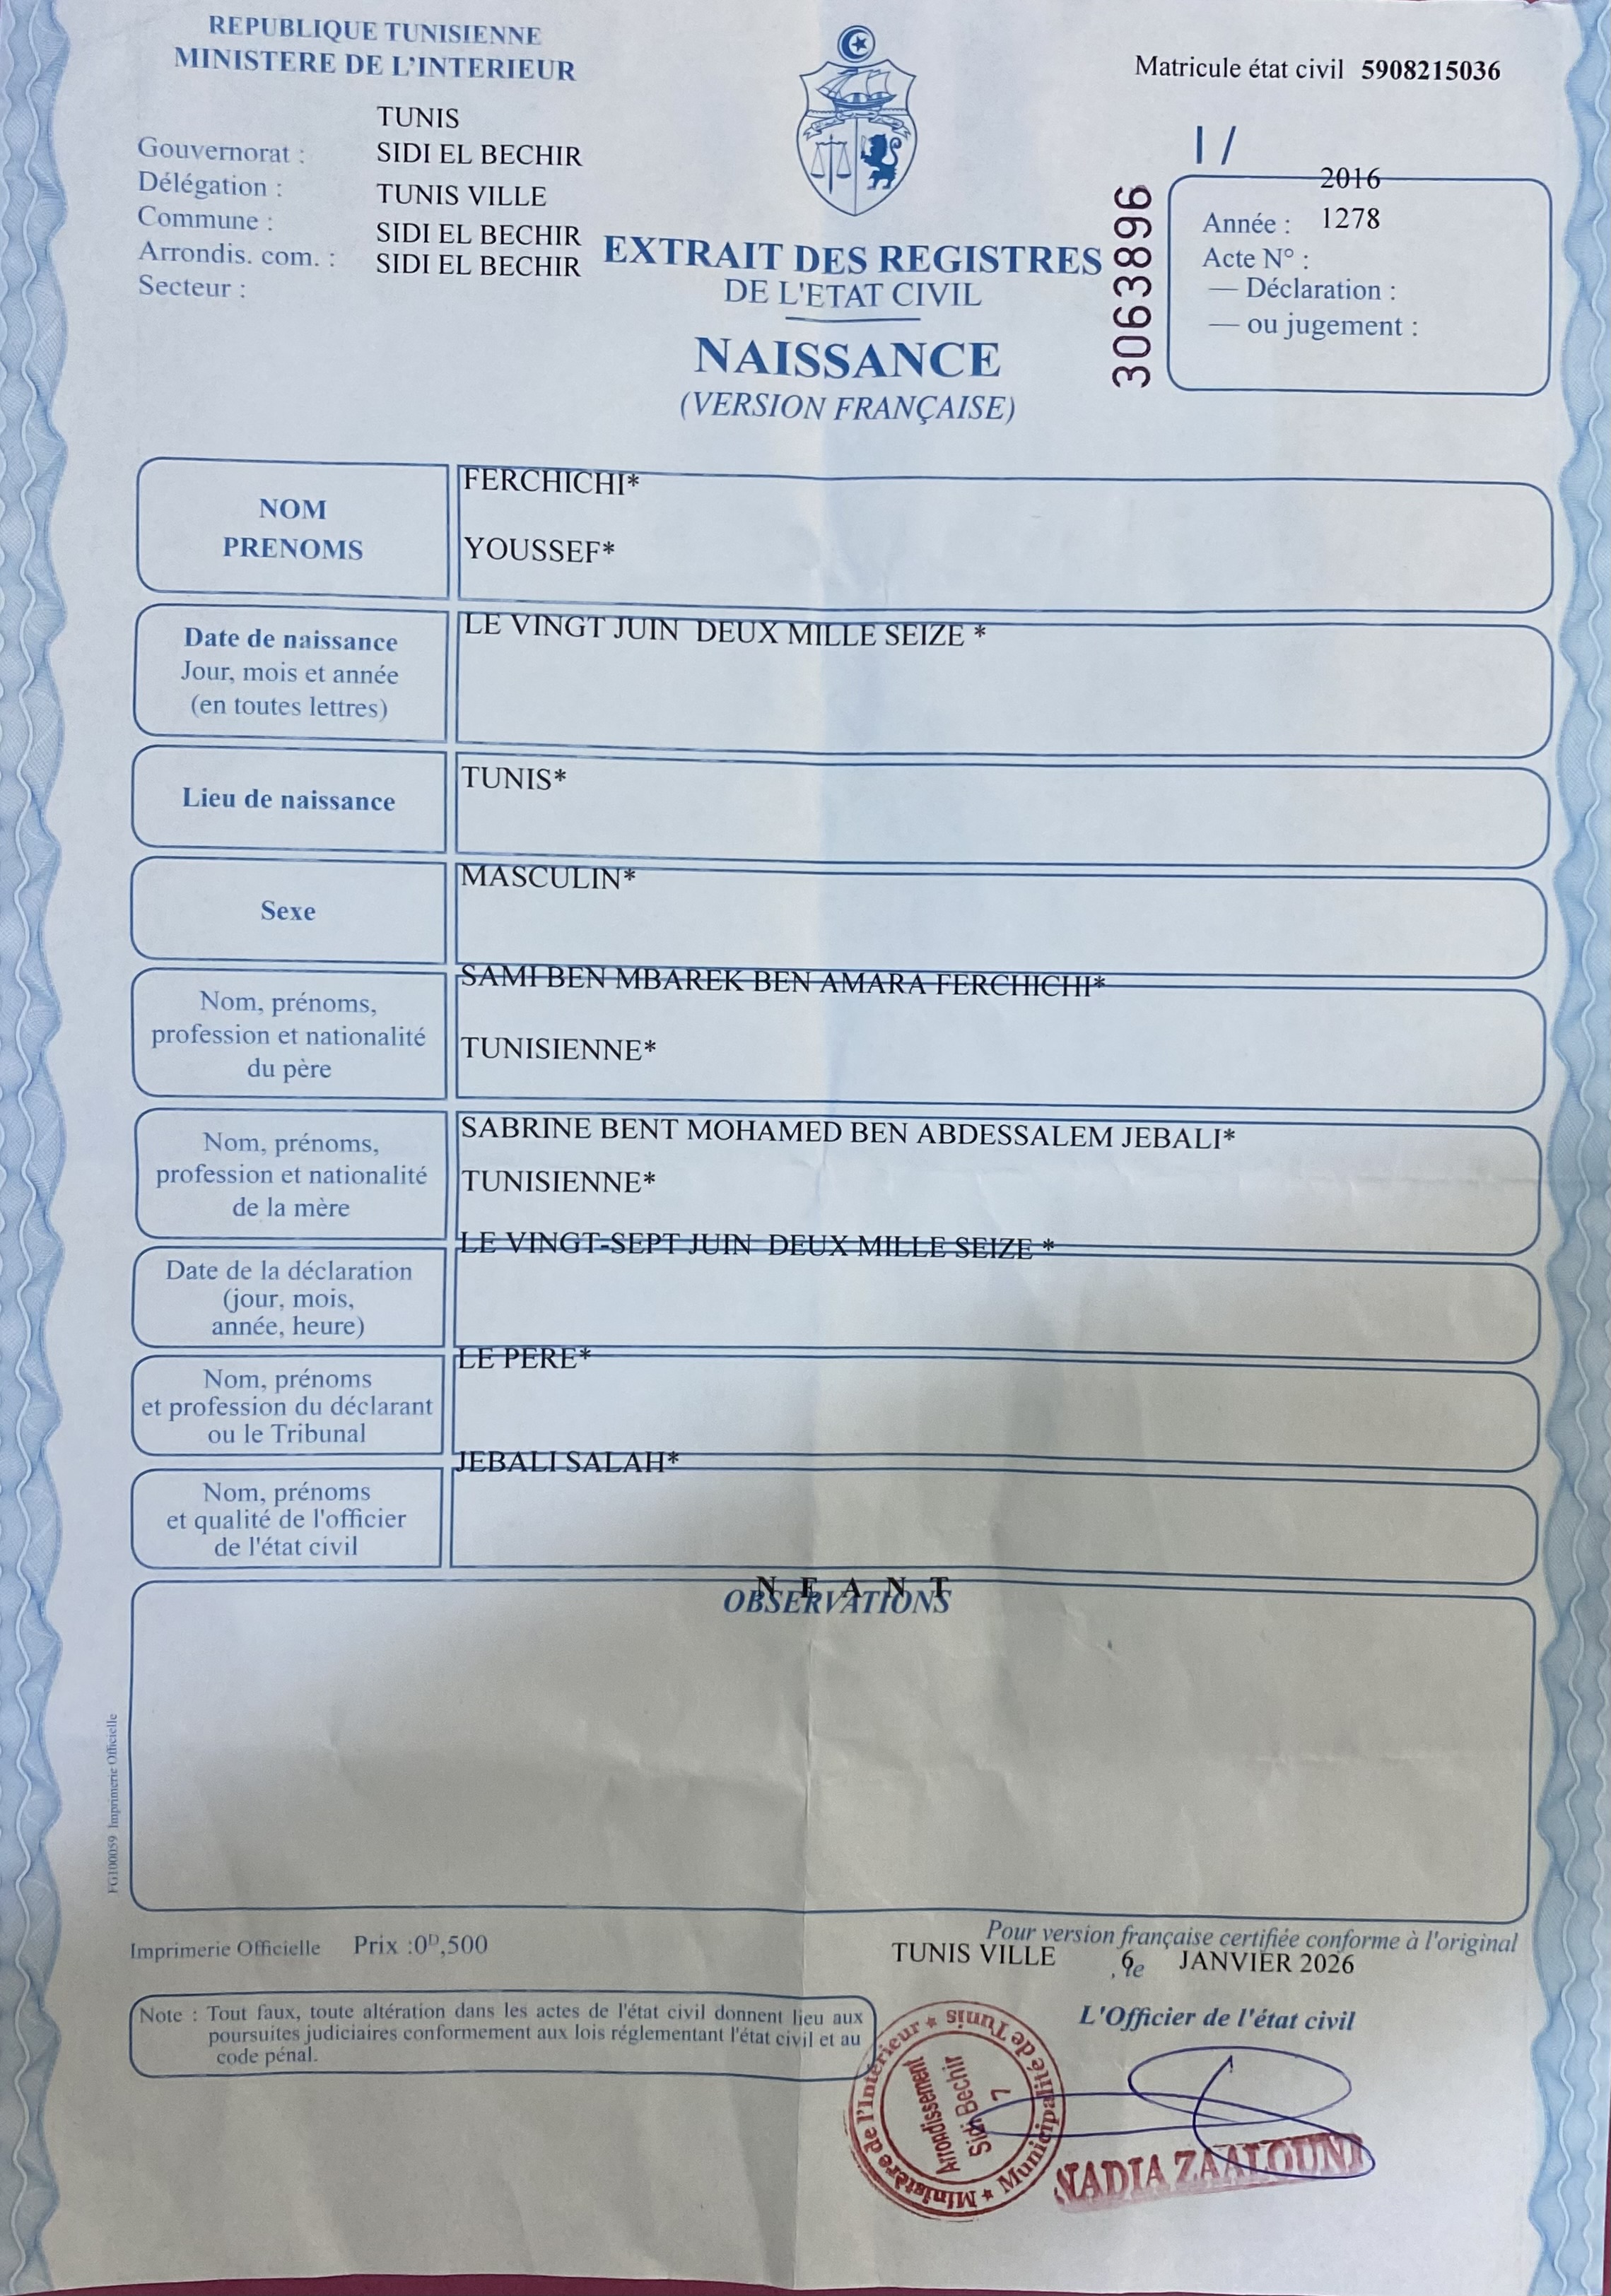 REPUBLIQUE TUNISIENNE
MINISTERE DE L'INTERIEUR
Matricule état civil 5908215036
TUNIS
Gouvernorat : SIDI EL BECHIR
Délégation : TUNIS VILLE
Commune : SIDI EL BECHIR
Arrondis. com. : SIDI EL BECHIR
Secteur :
I /
2016
Année : 1278
Acte N° :
— Déclaration :
— ou jugement :
3063896
EXTRAIT DES REGISTRES
DE L'ETAT CIVIL
NAISSANCE
(VERSION FRANÇAISE)
NOM
PRENOMS
FERCHICHI*
YOUSSEF*
Date de naissance
Jour, mois et année
(en toutes lettres)
LE VINGT JUIN DEUX MILLE SEIZE *
Lieu de naissance
TUNIS*
Sexe
MASCULIN*
Nom, prénoms,
profession et nationalité
du père
SAMI BEN MBAREK BEN AMARA FERCHICHI*
TUNISIENNE*
Nom, prénoms,
profession et nationalité
de la mère
SABRINE BENT MOHAMED BEN ABDESSALEM JEBALI*
TUNISIENNE*
Date de la déclaration
(jour, mois,
année, heure)
LE VINGT-SEPT JUIN DEUX MILLE SEIZE *
Nom, prénoms
et profession du déclarant
ou le Tribunal
LE PERE*
Nom, prénoms
et qualité de l'officier
de l'état civil
JEBALI SALAH*
N E A N T
OBSERVATIONS
FG100059 Imprimerie Officielle
Imprimerie Officielle Prix :0ᴰ,500
Pour version française certifiée conforme à l'original
TUNIS VILLE , le 6 JANVIER 2026
Note : Tout faux, toute altération dans les actes de l'état civil donnent lieu aux
poursuites judiciaires conformement aux lois réglementant l'état civil et au
code pénal.
L'Officier de l'état civil
Ministère de l'Intérieur * Municipalité de Tunis *
Arrondissement
Sidi Bechir
7
NADIA ZAALOUNI